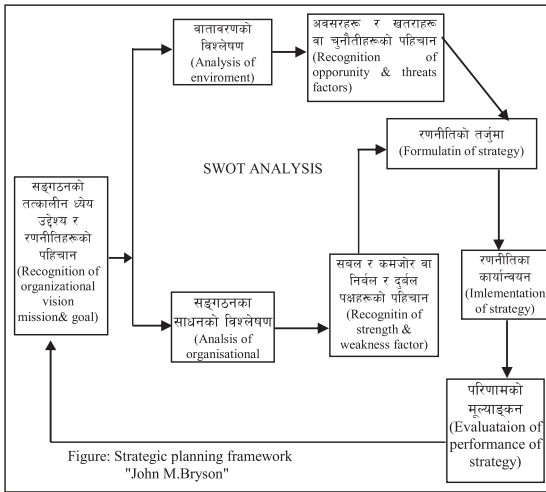 वातावरणको
विश्लेषण
(Analysis of
enviroment)
अवसरहरू र खतराहरू
वा चुनौतीहरूको पहिचान
(Recognition of
opporunity & threats
factors)
रणनीतिको तर्जुमा
(Formulatin of strategy)
SWOT ANALYSIS
सङ्गठनको
तत्कालीन ध्येय
उद्देश्य र
रणनीतिहरूको
पहिचान
(Recognition of
organizational
vision
mission& goal)
सङ्गठनका
साधनको विश्लेषण
(Analsis of
organisational
सबल र कमजोर वा
निर्बल र दुर्बल
पक्षहरूको पहिचान
(Recognitin of
strength &
weakness factor)
रणनीतिका
कार्यान्वयन
(Imlementation
of strategy)
परिणामको
मूल्याङ्कन
(Evaluataion of
performance of
strategy)
Figure: Strategic planning framework
"John M.Bryson"